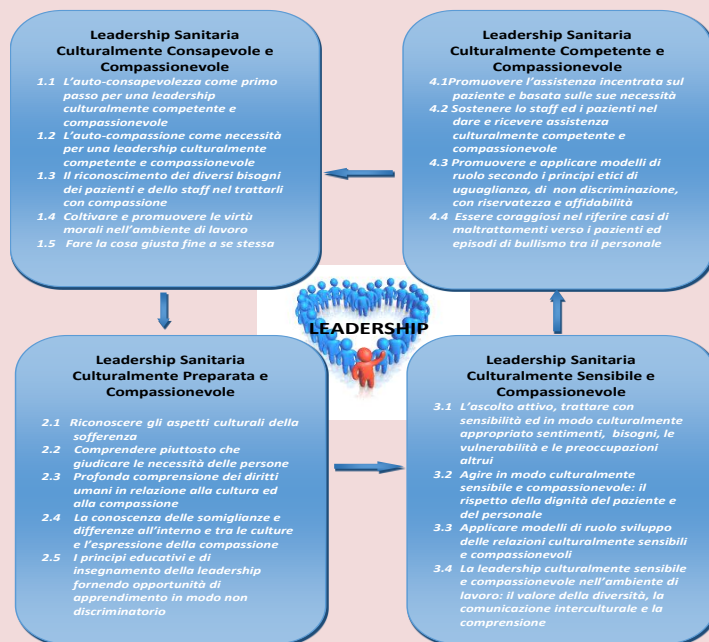 Leadership Sanitaria
Culturalmente Consapevole e
Compassionevole
1.1 L'auto-consapevolezza come primo
passo per una leadership
culturalmente competente e
compassionevole
1.2 L'auto-compassione come necessità
per una leadership culturalmente
competente e compassionevole
1.3 Il riconoscimento dei diversi bisogni
dei pazienti e dello staff nel trattarli
con compassione
1.4 Coltivare e promuovere le virtù
morali nell'ambiente di lavoro
1.5 Fare la cosa giusta fine a se stessa
Leadership Sanitaria
Culturalmente Competente e
Compassionevole
4.1Promuovere l'assistenza incentrata sul
paziente e basata sulle sue necessità
4.2 Sostenere lo staff ed i pazienti nel
dare e ricevere assistenza
culturalmente competente e
compassionevole
4.3 Promuovere e applicare modelli di
ruolo secondo i principi etici di
uguaglianza, di non discriminazione,
con riservatezza e affidabilità
4.4 Essere coraggiosi nel riferire casi di
maltrattamenti verso i pazienti ed
episodi di bullismo tra il personale
LEADERSHIP
Leadership Sanitaria
Culturalmente Preparata e
Compassionevole
2.1 Riconoscere gli aspetti culturali della
sofferenza
2.2 Comprendere piuttosto che
giudicare le necessità delle persone
2.3 Profonda comprensione dei diritti
umani in relazione alla cultura ed
alla compassione
2.4 La conoscenza delle somiglianze e
differenze all'interno e tra le culture
e l'espressione della compassione
2.5 I principi educativi e di
insegnamento della leadership
fornendo opportunità di
apprendimento in modo non
discriminatorio
Leadership Sanitaria
Culturalmente Sensibile e
Compassionevole
3.1 L'ascolto attivo, trattare con
sensibilità ed in modo culturalmente
appropriato sentimenti, bisogni, le
vulnerabilità e le preoccupazioni
altrui
3.2 Agire in modo culturalmente
sensibile e compassionevole: il
rispetto della dignità del paziente e
del personale
3.3 Applicare modelli di ruolo sviluppo
delle relazioni culturalmente sensibili
e compassionevoli
3.4 La leadership culturalmente sensibile
e compassionevole nell'ambiente di
lavoro: il valore della diversità, la
comunicazione interculturale e la
comprensione